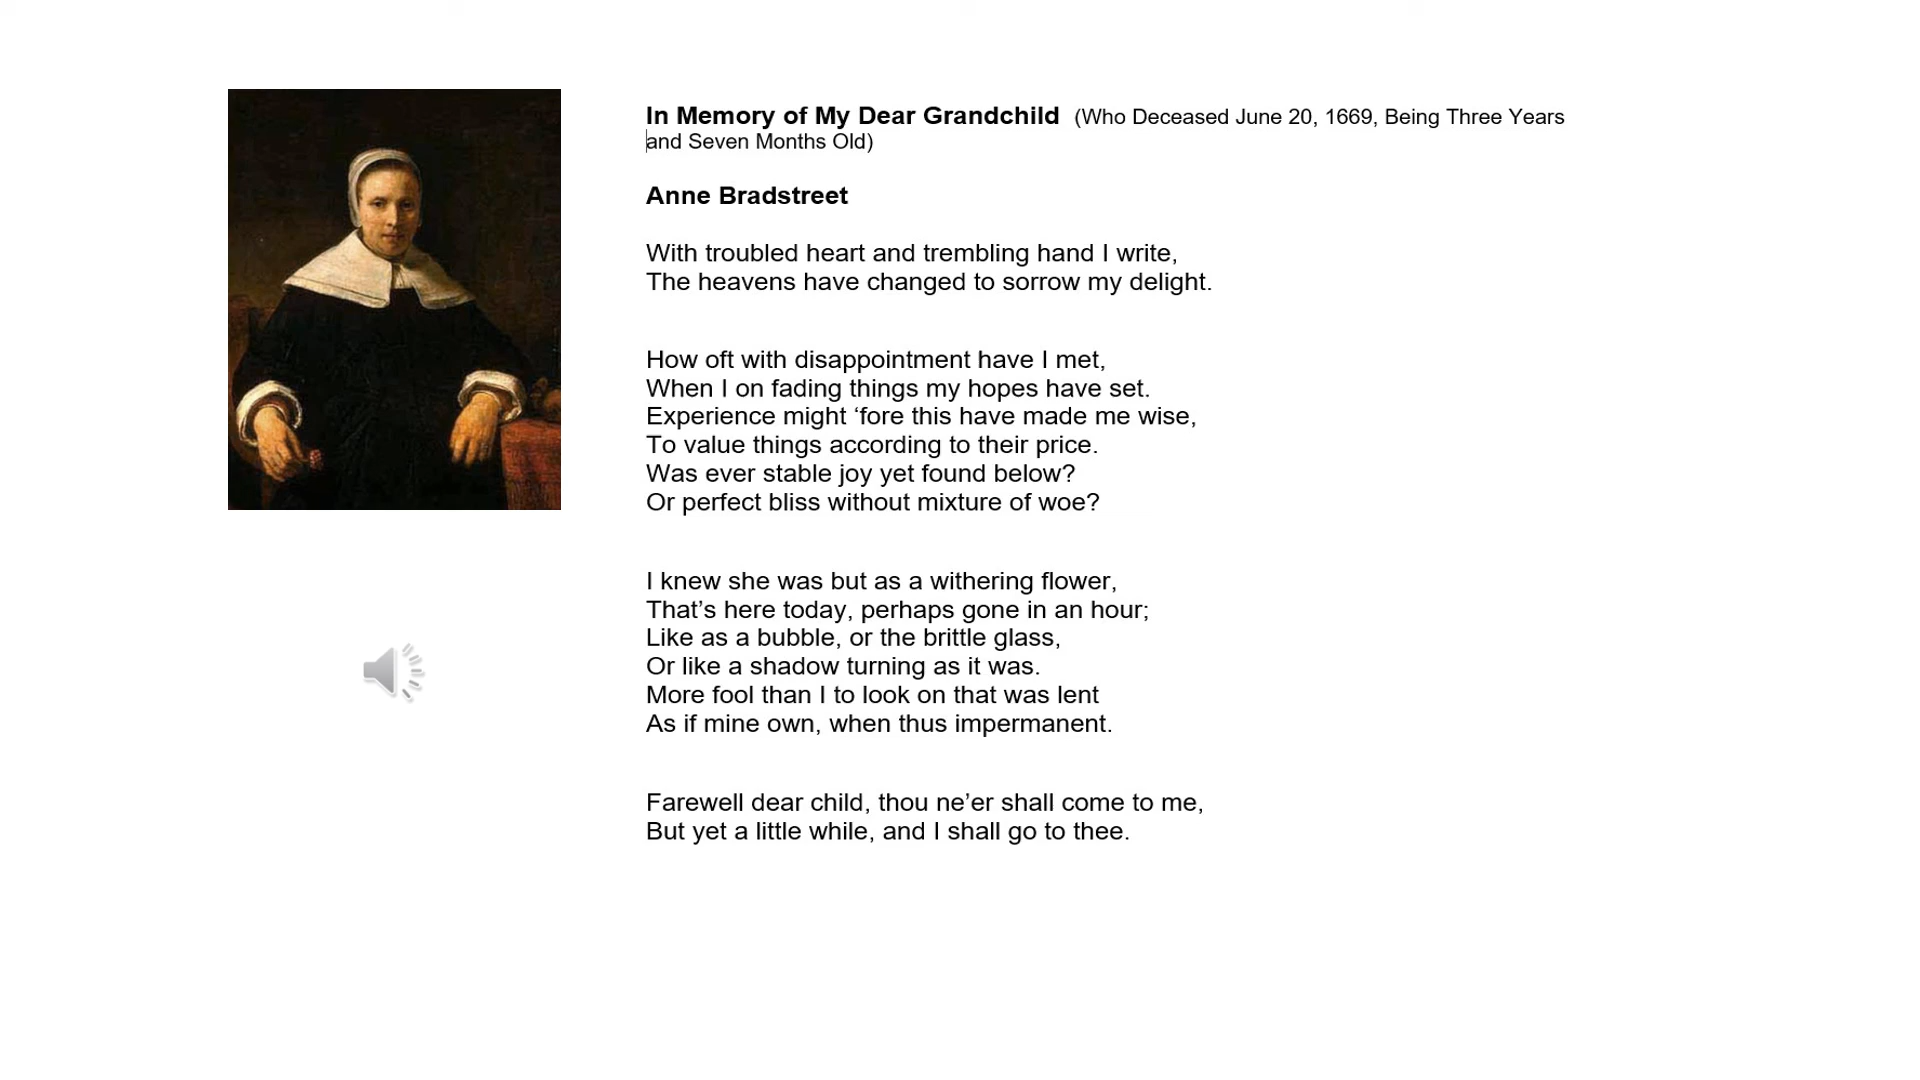 In Memory of My Dear Grandchild (Who Deceased June 20, 1669, Being Three Years
and Seven Months Old)
Anne Bradstreet
With troubled heart and trembling hand I write,
The heavens have changed to sorrow my delight.
How oft with disappointment have I met,
When I on fading things my hopes have set.
Experience might ‘fore this have made me wise,
To value things according to their price.
Was ever stable joy yet found below?
Or perfect bliss without mixture of woe?
I knew she was but as a withering flower,
That’s here today, perhaps gone in an hour;
Like as a bubble, or the brittle glass,
Or like a shadow turning as it was.
More fool than I to look on that was lent
As if mine own, when thus impermanent.
Farewell dear child, thou ne’er shall come to me,
But yet a little while, and I shall go to thee.